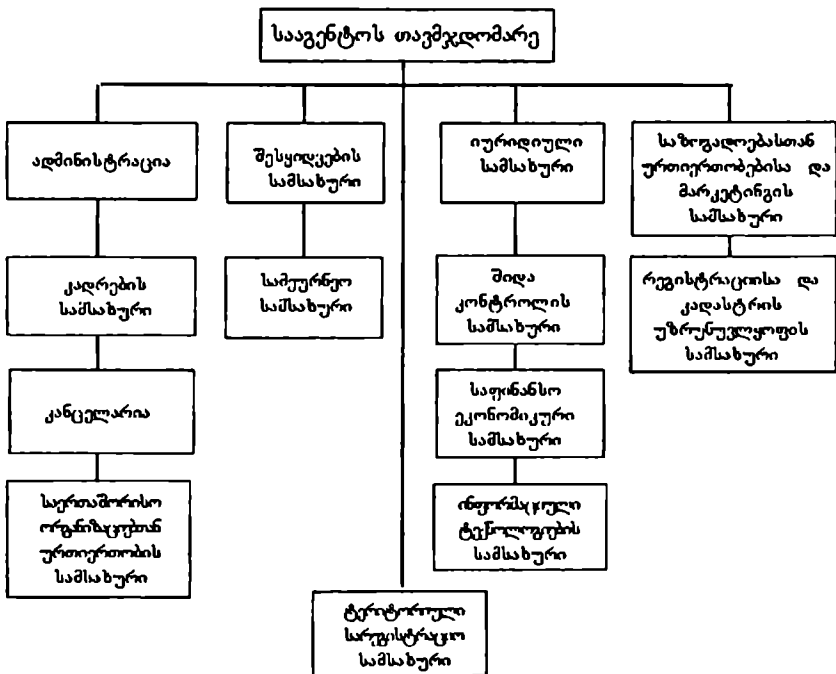 სააგენტოს თავმჯდომარე
ადმინისტრაცია
შესყიდვების
სამსახური
იურიდიული
სამსახური
საზოგადოებასთან
ურთიერთობებისა და
მარკეტინგის
სამსახური
კადრების
სამსახური
სამეურნეო
სამსახური
შიდა
კონტროლის
სამსახური
რეგისტრაციისა და
კადასტრის
უზრუნუვლყოფის
სამსახური
კანცელარია
საფინანსო
ეკონომიკური
სამსახური
საერთაშორისო
ორგანიზაციებთან
ურთიერთობის
სამსახური
ინფორმაციული
ტექნოლოგიების
სამსახური
ტერიტორიული
სარეგისტრაციო
სამსახური